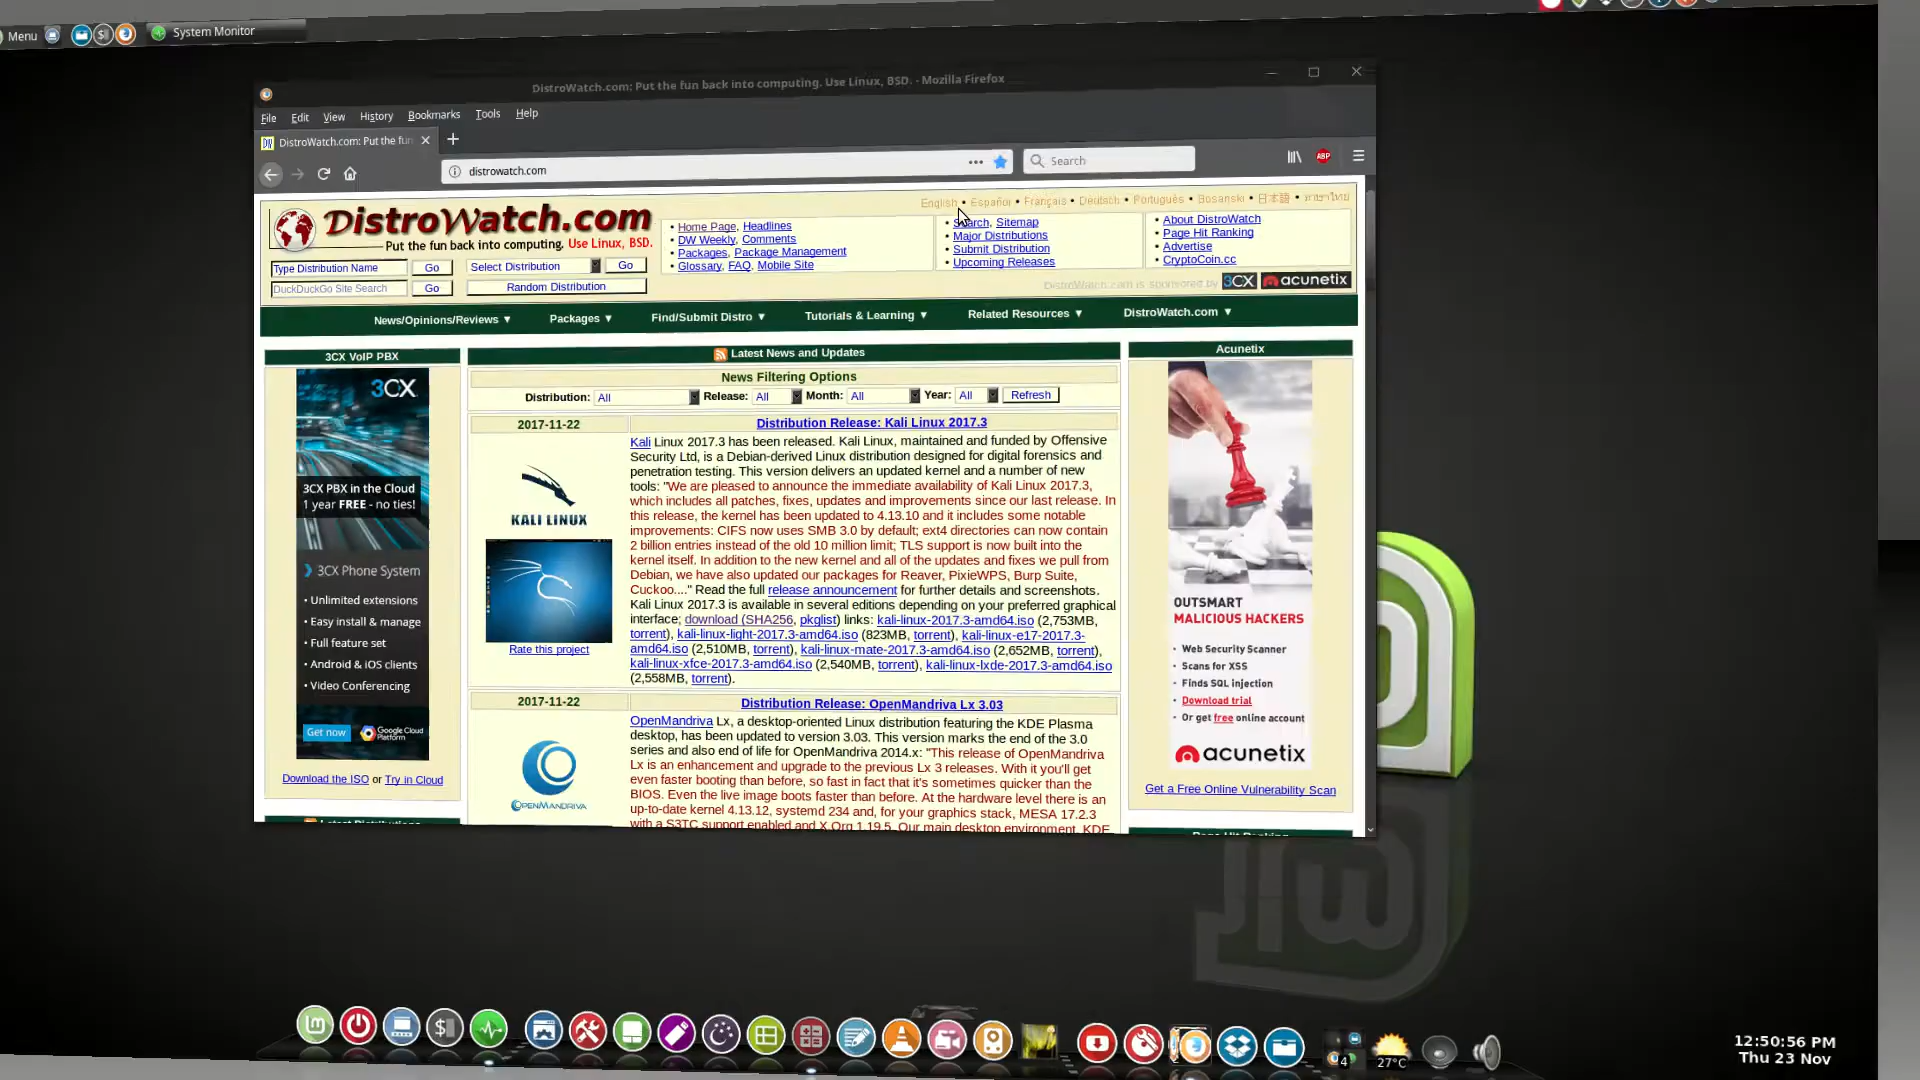 Menu
System Monitor
DistroWatch.com: Put the fun back into computing. Use Linux, BSD. - Mozilla Firefox
File Edit View History Bookmarks Tools Help
DistroWatch.com: Put the fun
distrowatch.com
Search
ABP
English • Español • Français • Deutsch • Português • Bosanski • 日本語 • ภาษาไทย
DistroWatch.com
Put the fun back into computing. Use Linux, BSD.
Type Distribution Name Go Select Distribution Go
DuckDuckGo Site Search Go Random Distribution
• Home Page, Headlines
• DW Weekly, Comments
• Packages, Package Management
• Glossary, FAQ, Mobile Site
• Search, Sitemap
• Major Distributions
• Submit Distribution
• Upcoming Releases
• About DistroWatch
• Page Hit Ranking
• Advertise
• CryptoCoin.cc
DistroWatch.com is sponsored by 3CX acunetix
News/Opinions/Reviews ▼ Packages ▼ Find/Submit Distro ▼ Tutorials & Learning ▼ Related Resources ▼ DistroWatch.com ▼
3CX VoIP PBX
3CX
3CX PBX in the Cloud
1 year FREE - no ties!
3CX Phone System
• Unlimited extensions
• Easy install & manage
• Full feature set
• Android & iOS clients
• Video Conferencing
Get now Google Cloud Platform
Download the ISO or Try in Cloud
Latest Distributions
Latest News and Updates
News Filtering Options
Distribution: All Release: All Month: All Year: All Refresh
2017-11-22
Distribution Release: Kali Linux 2017.3
KALI LINUX
Rate this project
Kali Linux 2017.3 has been released. Kali Linux, maintained and funded by Offensive
Security Ltd, is a Debian-derived Linux distribution designed for digital forensics and
penetration testing. This version delivers an updated kernel and a number of new
tools: "We are pleased to announce the immediate availability of Kali Linux 2017.3,
which includes all patches, fixes, updates and improvements since our last release. In
this release, the kernel has been updated to 4.13.10 and it includes some notable
improvements: CIFS now uses SMB 3.0 by default; ext4 directories can now contain
2 billion entries instead of the old 10 million limit; TLS support is now built into the
kernel itself. In addition to the new kernel and all of the updates and fixes we pull from
Debian, we have also updated our packages for Reaver, PixieWPS, Burp Suite,
Cuckoo...." Read the full release announcement for further details and screenshots.
Kali Linux 2017.3 is available in several editions depending on your preferred graphical
interface; download (SHA256, pkglist) links: kali-linux-2017.3-amd64.iso (2,753MB,
torrent), kali-linux-light-2017.3-amd64.iso (823MB, torrent), kali-linux-e17-2017.3-
amd64.iso (2,510MB, torrent), kali-linux-mate-2017.3-amd64.iso (2,652MB, torrent),
kali-linux-xfce-2017.3-amd64.iso (2,540MB, torrent), kali-linux-lxde-2017.3-amd64.iso
(2,558MB, torrent).
2017-11-22
Distribution Release: OpenMandriva Lx 3.03
OPENMANDRIVA
OpenMandriva Lx, a desktop-oriented Linux distribution featuring the KDE Plasma
desktop, has been updated to version 3.03. This version marks the end of the 3.0
series and also end of life for OpenMandriva 2014.x: "This release of OpenMandriva
Lx is an enhancement and upgrade to the previous Lx 3 releases. With it you'll get
even faster booting than before, so fast in fact that it's sometimes quicker than the
BIOS. Even the live image boots faster than before. At the hardware level there is an
up-to-date kernel 4.13.12, systemd 234 and, for your graphics stack, MESA 17.2.3
with a S3TC support enabled and X.Org 1.19.5. Our main desktop environment, KDE
Acunetix
OUTSMART
MALICIOUS HACKERS
• Web Security Scanner
• Scans for XSS
• Finds SQL injection
• Download trial
• Or get free online account
acunetix
Get a Free Online Vulnerability Scan
Page Hit Ranking
4
27°C
12:50:56 PM
Thu 23 Nov